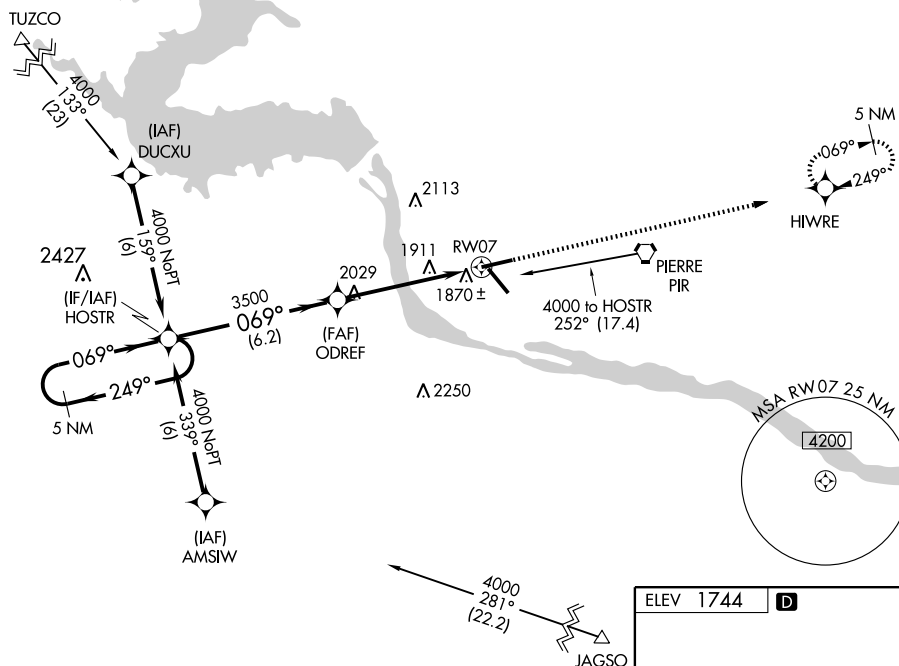 TUZCO
4000
133°
(23)
(IAF)
DUCXU
4000 NoPT
159°
(6)
2427
(IF/IAF)
HOSTR
3500
069°
(6.2)
2029
(FAF)
ODREF
2113
1911
RW07
1870 ±
PIERRE
PIR
4000 to HOSTR
252° (17.4)
5 NM
069°
249°
HIWRE
069°
249°
5 NM
4000 NoPT
339°
(6)
(IAF)
AMSIW
2250
MSA RW07 25 NM
4200
4000
281°
(22.2)
JAGSO
ELEV 1744 D